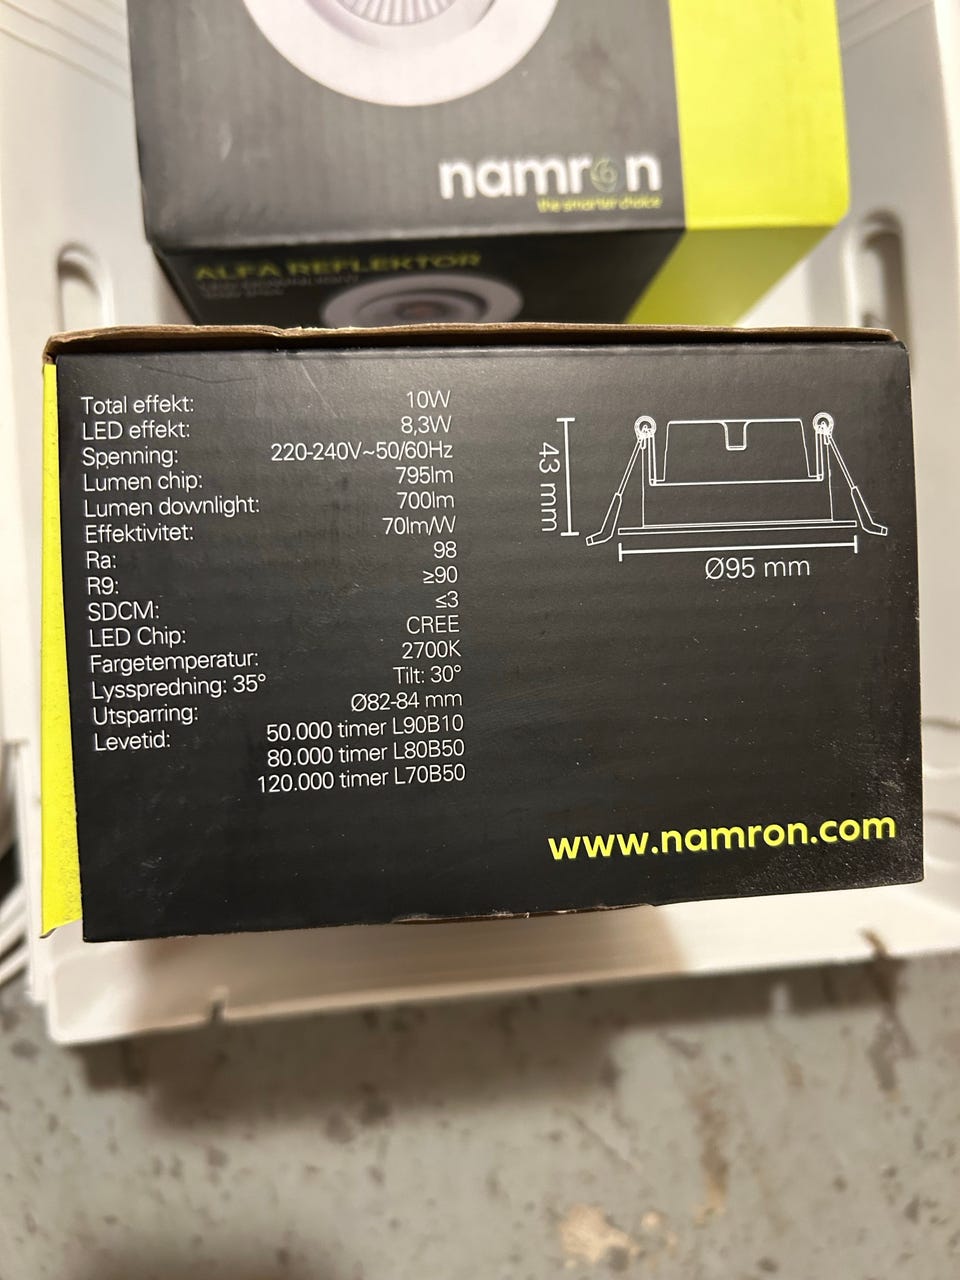 namron
the smarter choice
ALFA REFLEKTOR
Total effekt: 10W
LED effekt: 8,3W
Spenning: 220-240V~50/60Hz
Lumen chip: 795lm
Lumen downlight: 700lm
Effektivitet: 70lm/W
Ra: 98
R9: ≥90
SDCM: ≤3
LED Chip: CREE
Fargetemperatur: 2700K
Lysspredning: 35° Tilt: 30°
Utsparring: Ø82-84 mm
Levetid: 50.000 timer L90B10
80.000 timer L80B50
120.000 timer L70B50
43 mm
Ø95 mm
www.namron.com